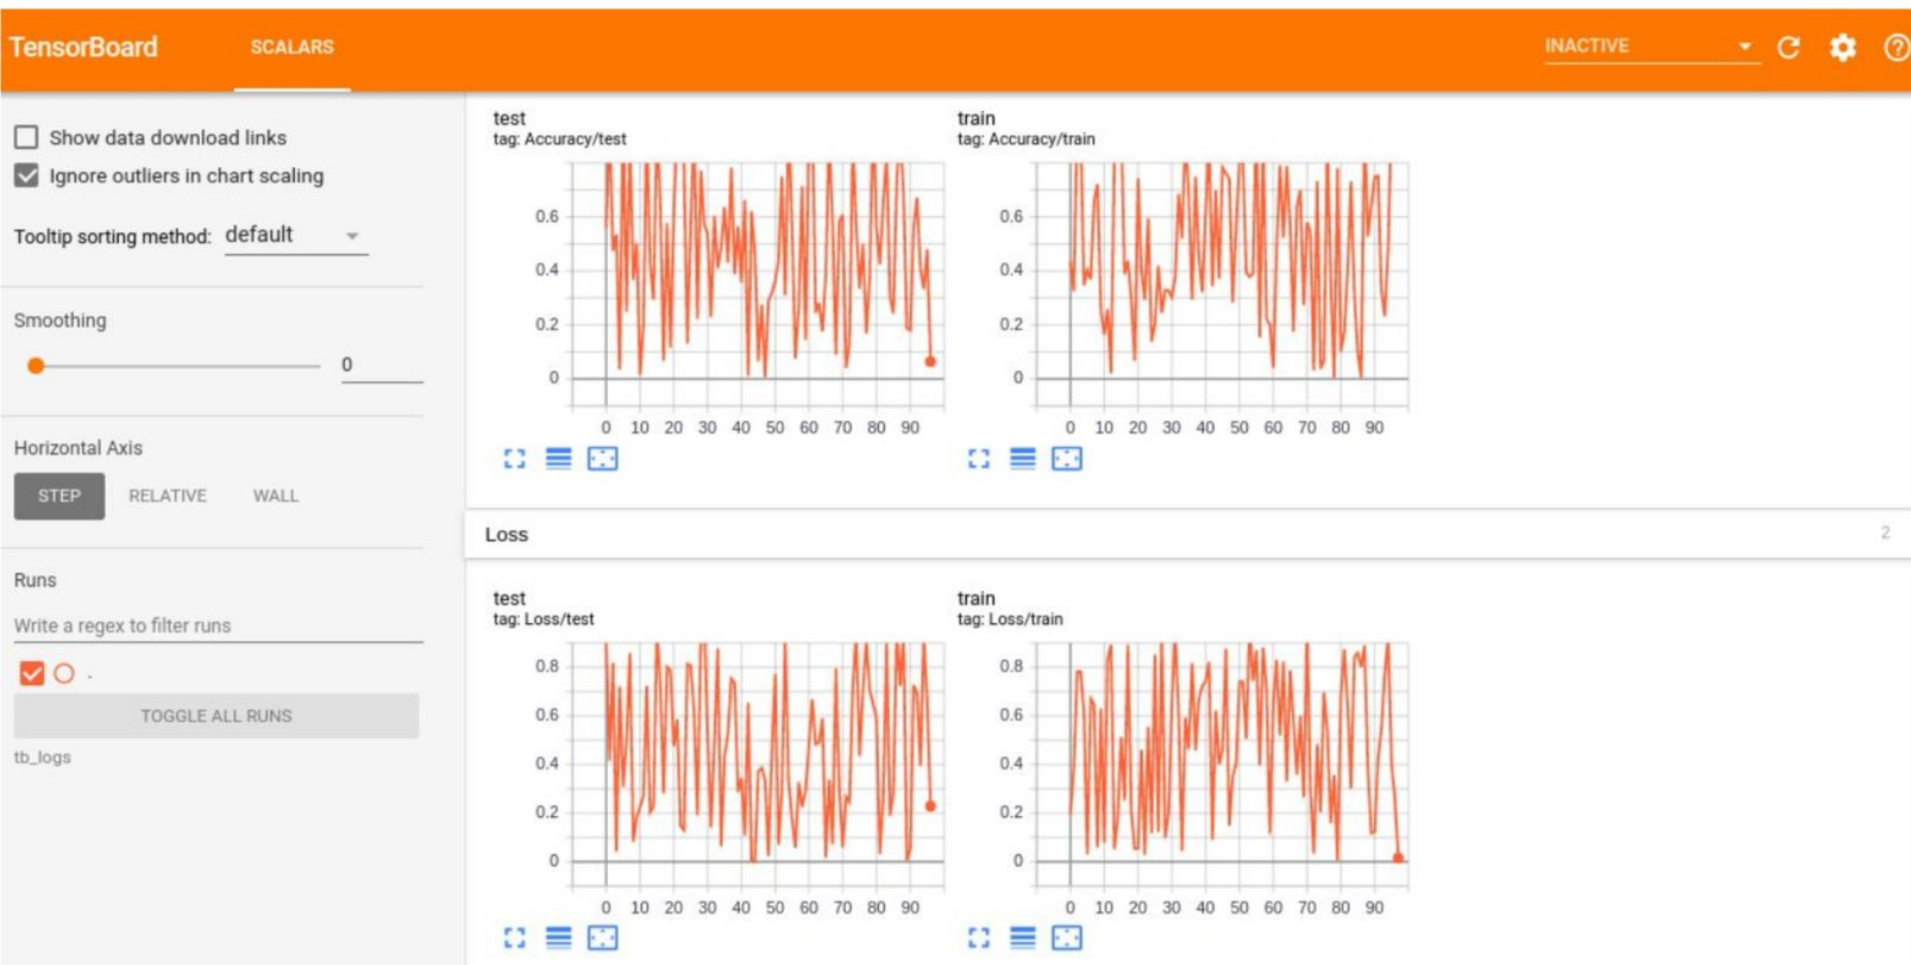 TensorBoard
SCALARS
INACTIVE
Show data download links
Ignore outliers in chart scaling
Tooltip sorting method: default
Smoothing
0
Horizontal Axis
STEP RELATIVE WALL
Runs
Write a regex to filter runs
.
TOGGLE ALL RUNS
tb_logs
test
tag: Accuracy/test
0.6
0.4
0.2
0
0 10 20 30 40 50 60 70 80 90
train
tag: Accuracy/train
0.6
0.4
0.2
0
0 10 20 30 40 50 60 70 80 90
Loss
2
test
tag: Loss/test
0.8
0.6
0.4
0.2
0
0 10 20 30 40 50 60 70 80 90
train
tag: Loss/train
0.8
0.6
0.4
0.2
0
0 10 20 30 40 50 60 70 80 90